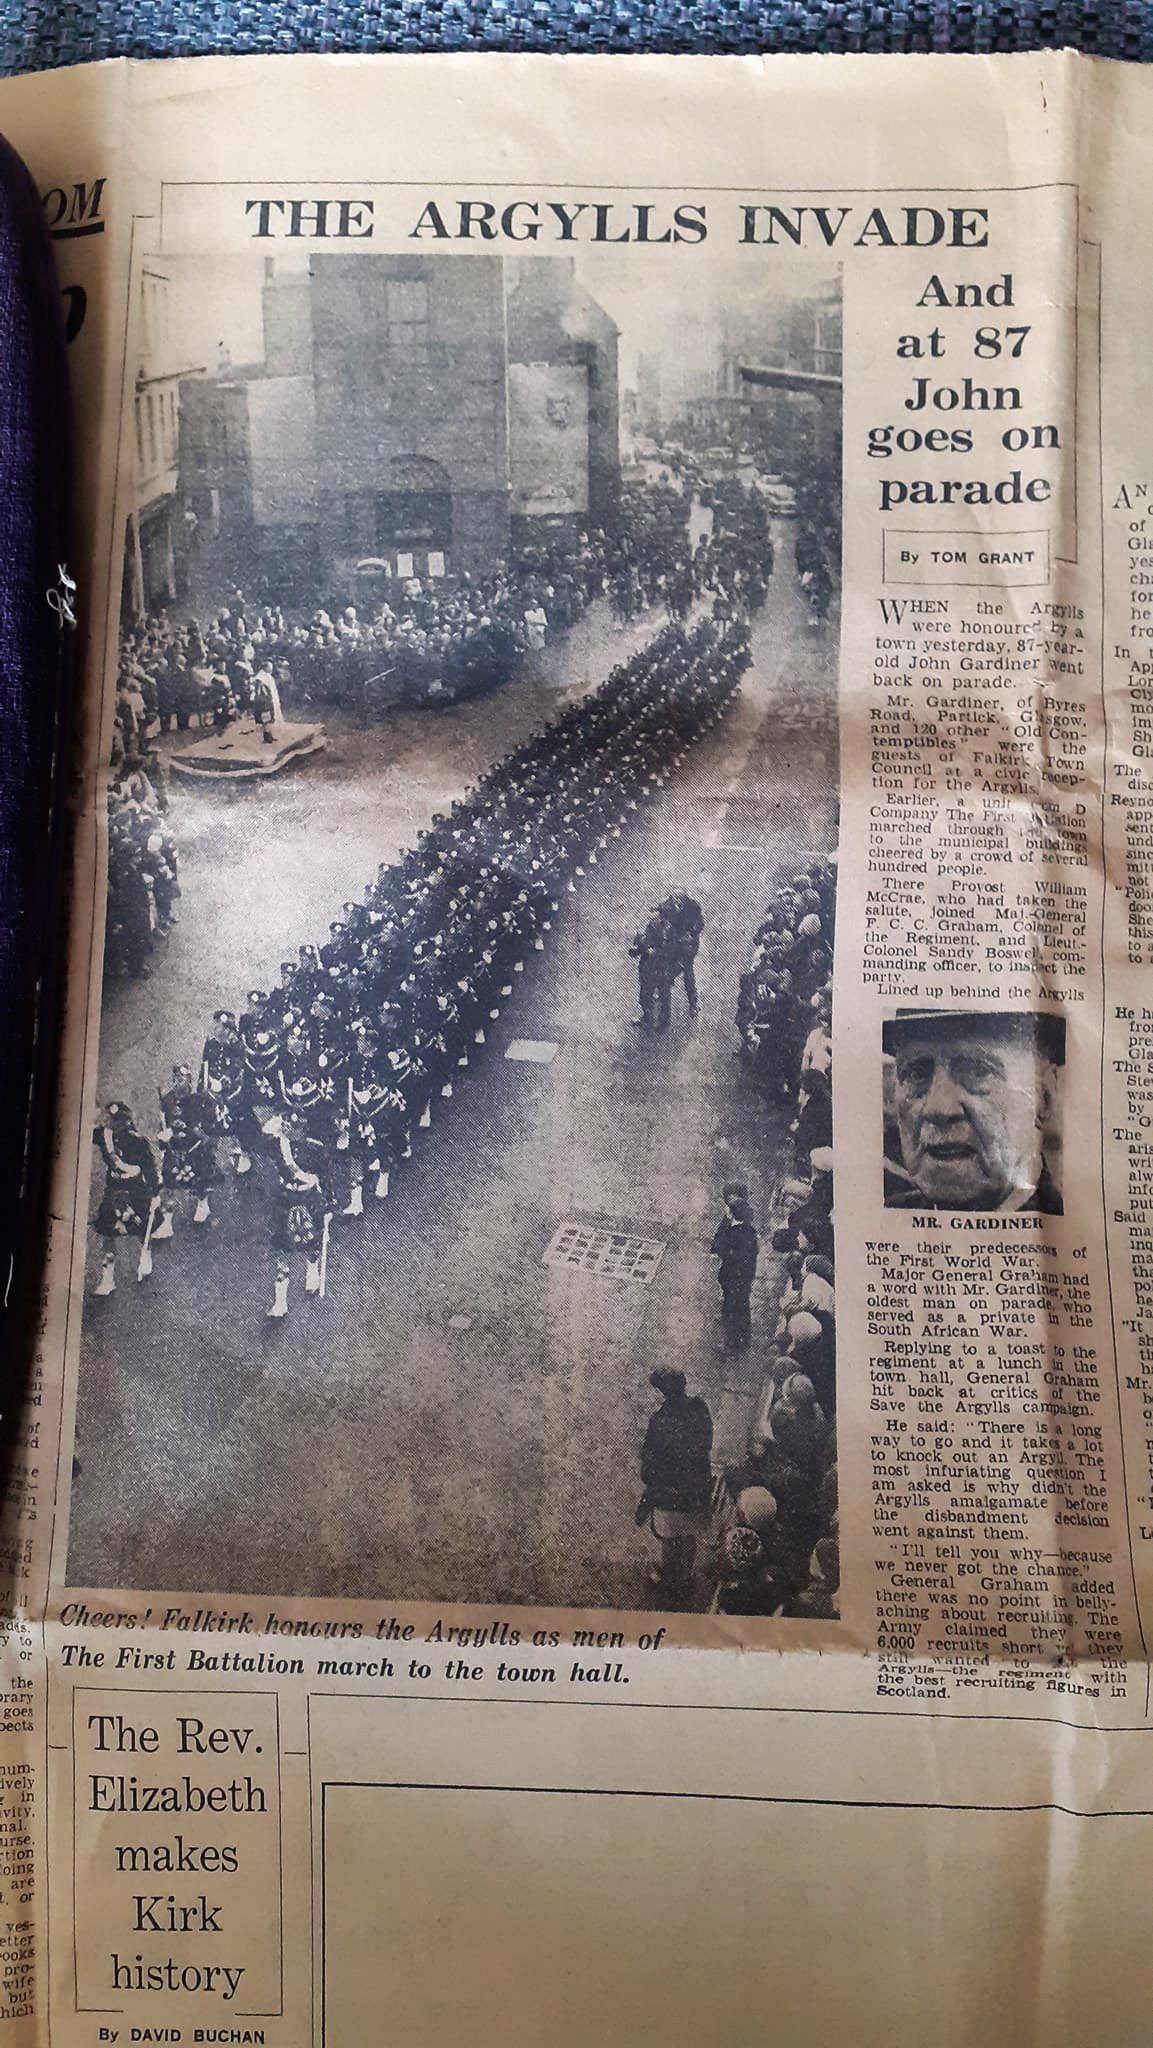 OM
THE ARGYLLS INVADE
And
at 87
John
goes on
parade
By TOM GRANT
WHEN the Argylls
were honoured by a
town yesterday, 87-year-
old John Gardiner went
back on parade.
Mr. Gardiner, of Byres
Road, Partick, Glasgow,
and 120 other "Old Con-
temptibles" were the
guests of Falkirk Town
Council at a civic recep-
tion for the Argylls.
Earlier, a unit from D
Company The First Battalion
marched through the town
to the municipal buildings
cheered by a crowd of several
hundred people.
There Provost William
McCrae, who had taken the
salute, joined Maj.-General
F. C. C. Graham, Colonel of
the Regiment, and Lieut.-
Colonel Sandy Boswell, com-
manding officer, to inspect the
party.
Lined up behind the Argylls
MR. GARDINER
were their predecessors of
the First World War.
Major General Graham had
a word with Mr. Gardiner, the
oldest man on parade, who
served as a private in the
South African War.
Replying to a toast to the
regiment at a lunch in the
town hall, General Graham
hit back at critics of the
Save the Argylls campaign.
He said: "There is a long
way to go and it takes a lot
to knock out an Argyll. The
most infuriating question I
am asked is why didn't the
Argylls amalgamate before
the disbandment decision
went against them.
"I'll tell you why—because
we never got the chance."
General Graham added
there was no point in belly-
aching about recruiting. The
Army claimed they were
6,000 recruits short they
still wanted to the
Argylls—the regiment with
the best recruiting figures in
Scotland.
Cheers! Falkirk honours the Argylls as men of
The First Battalion march to the town hall.
The Rev.
Elizabeth
makes
Kirk
history
By DAVID BUCHAN